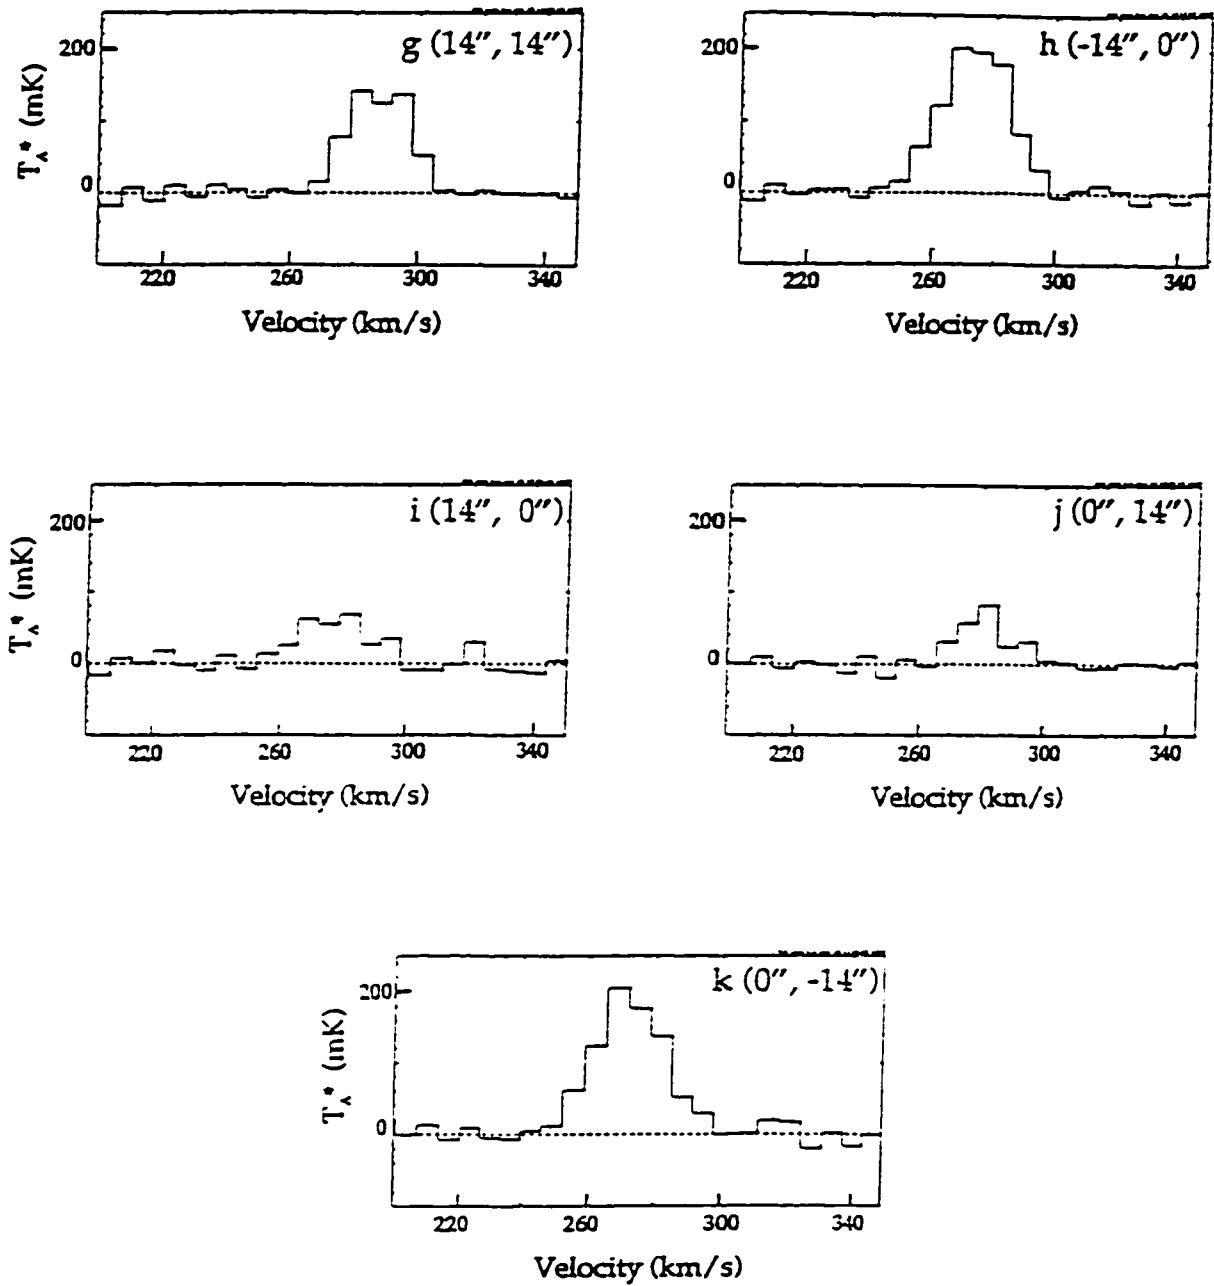 g (14", 14")
200
0
T_A* (mK)
220 260 300 340
Velocity (km/s)
h (-14", 0")
200
0
220 260 300 340
Velocity (km/s)
i (14", 0")
200
0
T_A* (mK)
220 260 300 340
Velocity (km/s)
j (0", 14")
200
0
220 260 300 340
Velocity (km/s)
k (0", -14")
200
0
T_A* (mK)
220 260 300 340
Velocity (km/s)